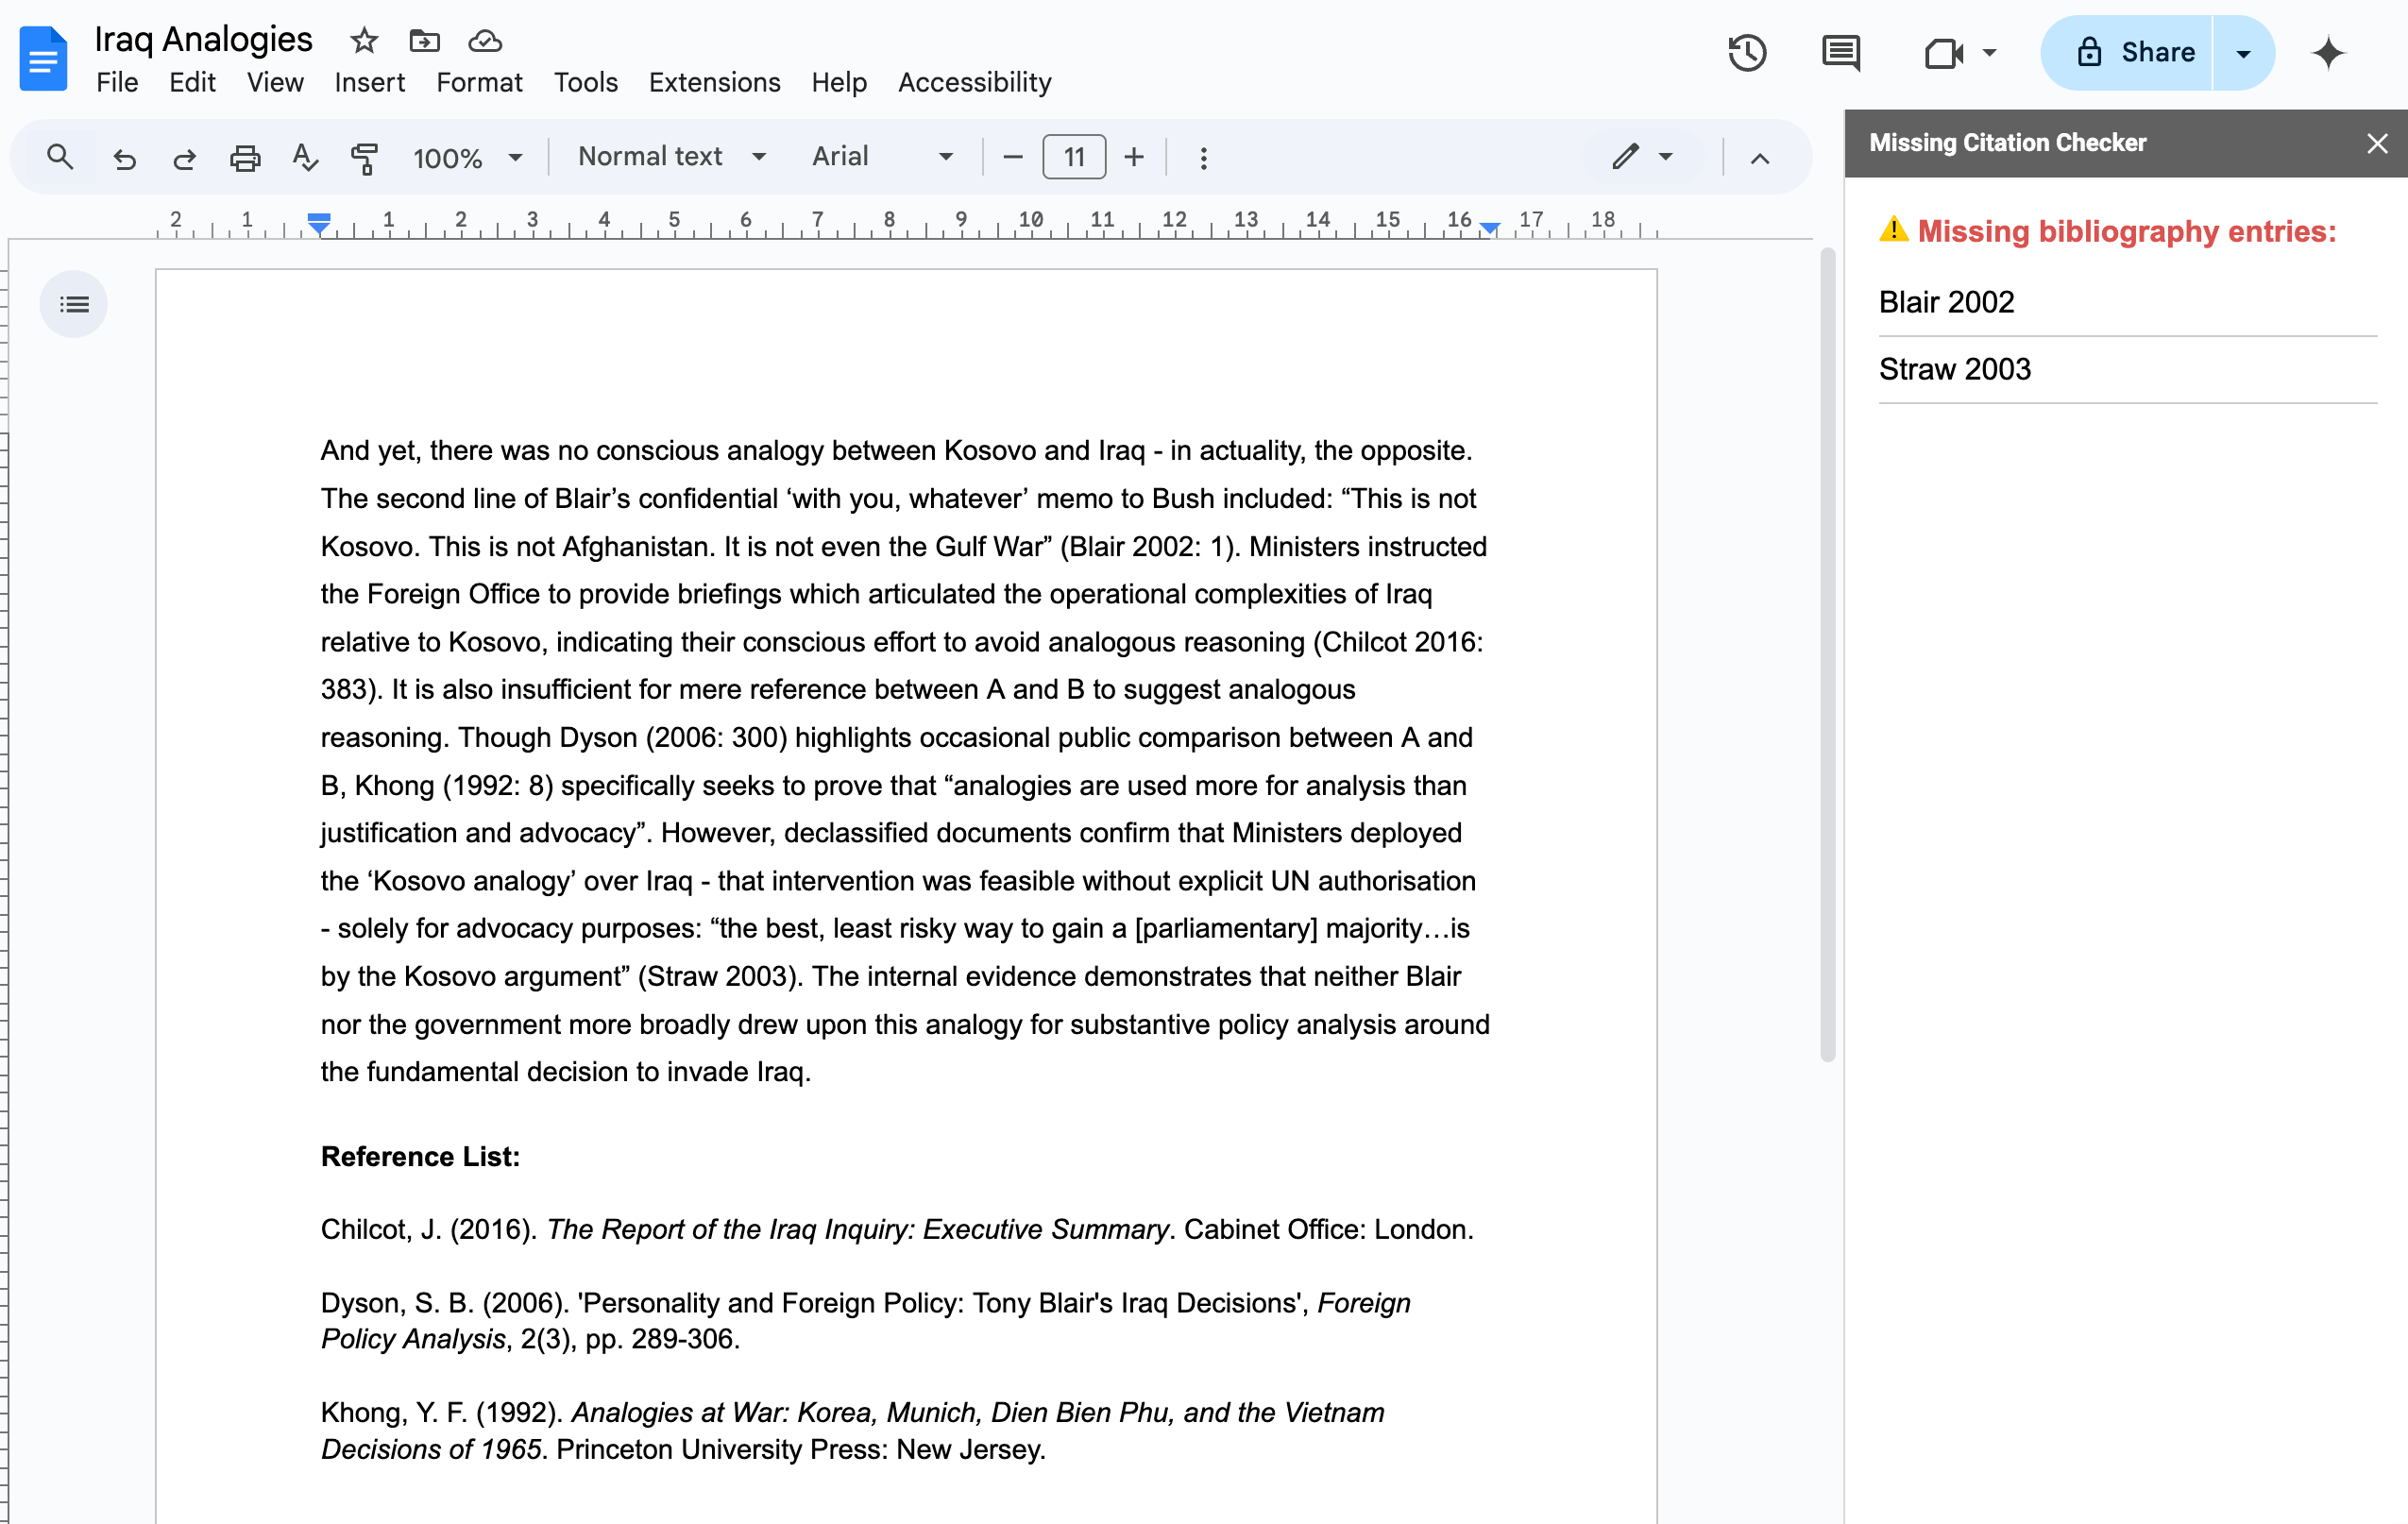 Iraq Analogies
File Edit View Insert Format Tools Extensions Help Accessibility
Share
100% Normal text Arial 11
2 1 1 2 3 4 5 6 7 8 9 10 11 12 13 14 15 16 17 18
And yet, there was no conscious analogy between Kosovo and Iraq - in actuality, the opposite.
The second line of Blair’s confidential ‘with you, whatever’ memo to Bush included: “This is not
Kosovo. This is not Afghanistan. It is not even the Gulf War” (Blair 2002: 1). Ministers instructed
the Foreign Office to provide briefings which articulated the operational complexities of Iraq
relative to Kosovo, indicating their conscious effort to avoid analogous reasoning (Chilcot 2016:
383). It is also insufficient for mere reference between A and B to suggest analogous
reasoning. Though Dyson (2006: 300) highlights occasional public comparison between A and
B, Khong (1992: 8) specifically seeks to prove that “analogies are used more for analysis than
justification and advocacy”. However, declassified documents confirm that Ministers deployed
the ‘Kosovo analogy’ over Iraq - that intervention was feasible without explicit UN authorisation
- solely for advocacy purposes: “the best, least risky way to gain a [parliamentary] majority…is
by the Kosovo argument” (Straw 2003). The internal evidence demonstrates that neither Blair
nor the government more broadly drew upon this analogy for substantive policy analysis around
the fundamental decision to invade Iraq.
Reference List:
Chilcot, J. (2016). The Report of the Iraq Inquiry: Executive Summary. Cabinet Office: London.
Dyson, S. B. (2006). 'Personality and Foreign Policy: Tony Blair's Iraq Decisions', Foreign
Policy Analysis, 2(3), pp. 289-306.
Khong, Y. F. (1992). Analogies at War: Korea, Munich, Dien Bien Phu, and the Vietnam
Decisions of 1965. Princeton University Press: New Jersey.
Missing Citation Checker
Missing bibliography entries:
Blair 2002
Straw 2003